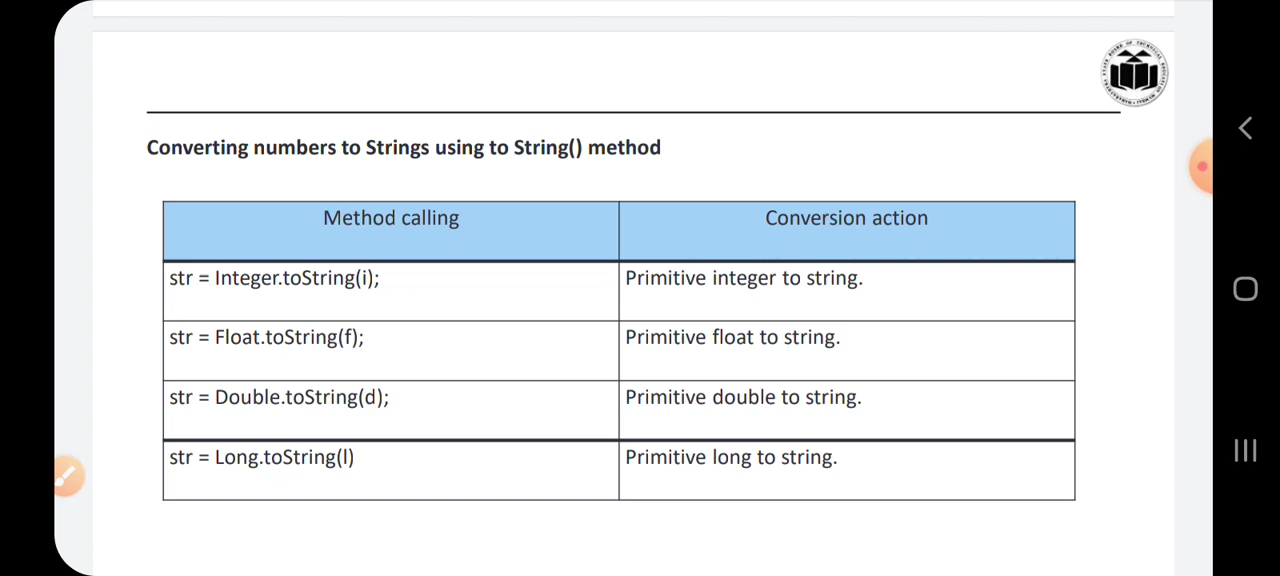 Converting numbers to Strings using to String() method
Method calling Conversion action
str = Integer.toString(i); Primitive integer to string.
str = Float.toString(f); Primitive float to string.
str = Double.toString(d); Primitive double to string.
str = Long.toString(l) Primitive long to string.